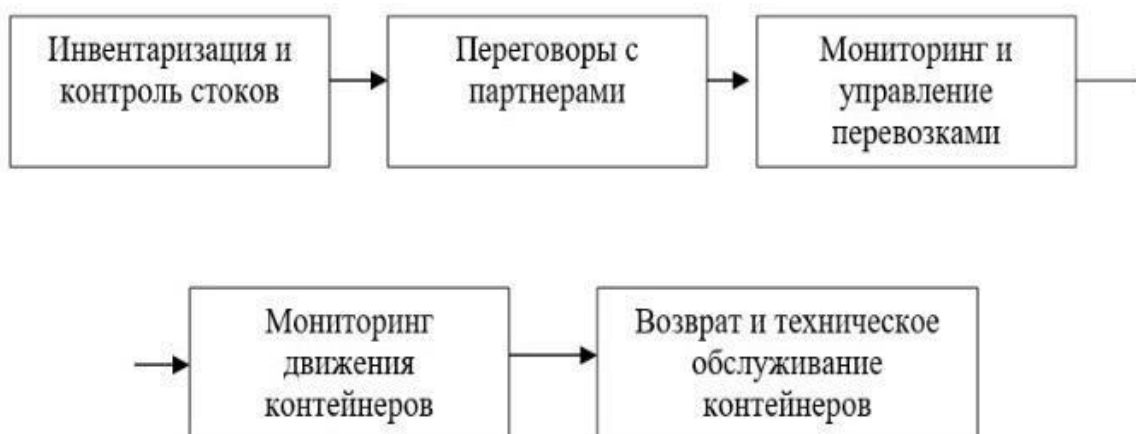 Инвентаризация и
контроль стоков
Переговоры с
партнерами
Мониторинг и
управление
перевозками
Мониторинг
движения
контейнеров
Возврат и техническое
обслуживание
контейнеров